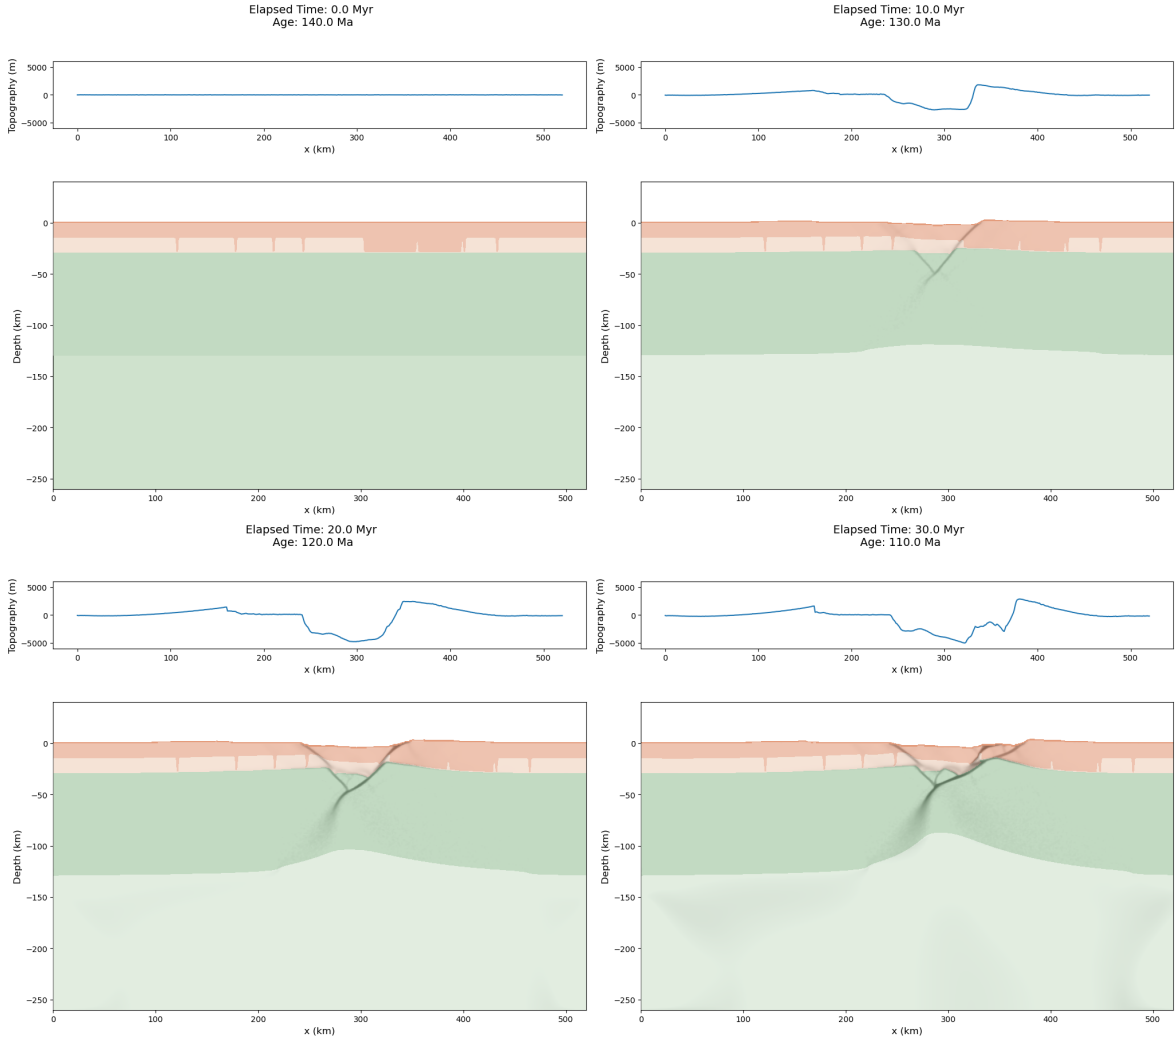 Elapsed Time: 0.0 Myr
Age: 140.0 Ma
Topography (m)
5000
0
−5000
0 100 200 300 400 500
x (km)
Depth (km)
0
−50
−100
−150
−200
−250
0 100 200 300 400 500
x (km)
Elapsed Time: 10.0 Myr
Age: 130.0 Ma
Topography (m)
5000
0
−5000
0 100 200 300 400 500
x (km)
Depth (km)
0
−50
−100
−150
−200
−250
0 100 200 300 400 500
x (km)
Elapsed Time: 20.0 Myr
Age: 120.0 Ma
Topography (m)
5000
0
−5000
0 100 200 300 400 500
x (km)
Depth (km)
0
−50
−100
−150
−200
−250
0 100 200 300 400 500
x (km)
Elapsed Time: 30.0 Myr
Age: 110.0 Ma
Topography (m)
5000
0
−5000
0 100 200 300 400 500
x (km)
Depth (km)
0
−50
−100
−150
−200
−250
0 100 200 300 400 500
x (km)